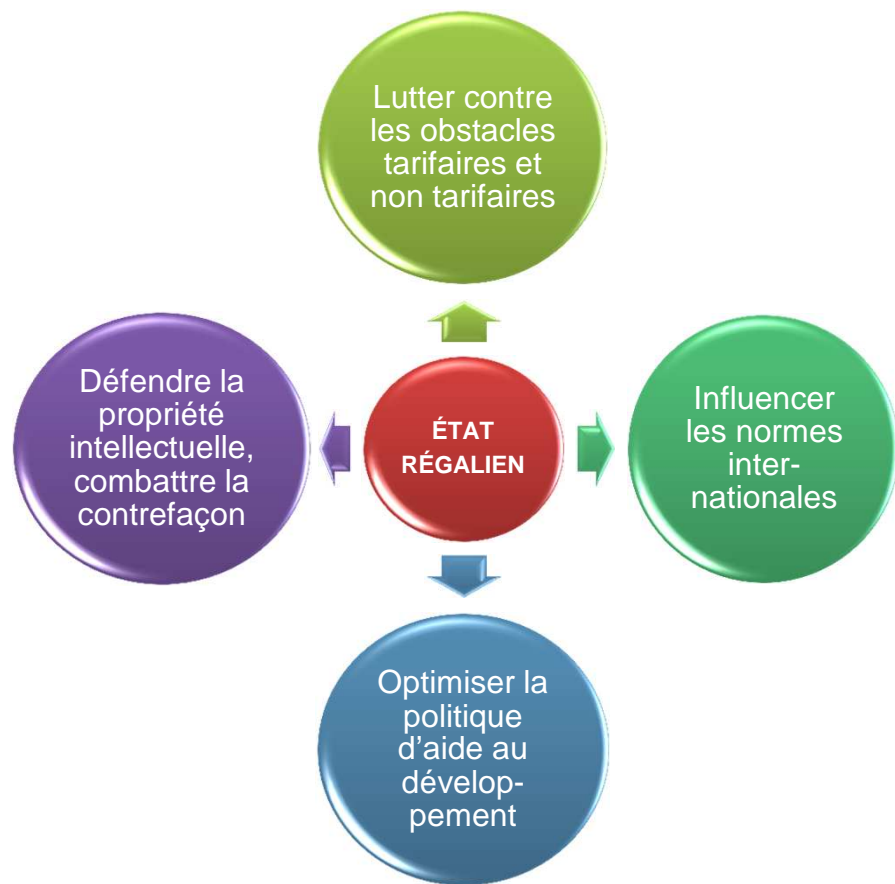 Lutter contre
les obstacles
tarifaires et
non tarifaires
Défendre la
propriété
intellectuelle,
combattre la
contrefaçon
ÉTAT
RÉGALIEN
Influencer
les normes
inter-
nationales
Optimiser la
politique
d’aide au
dévelop-
pement